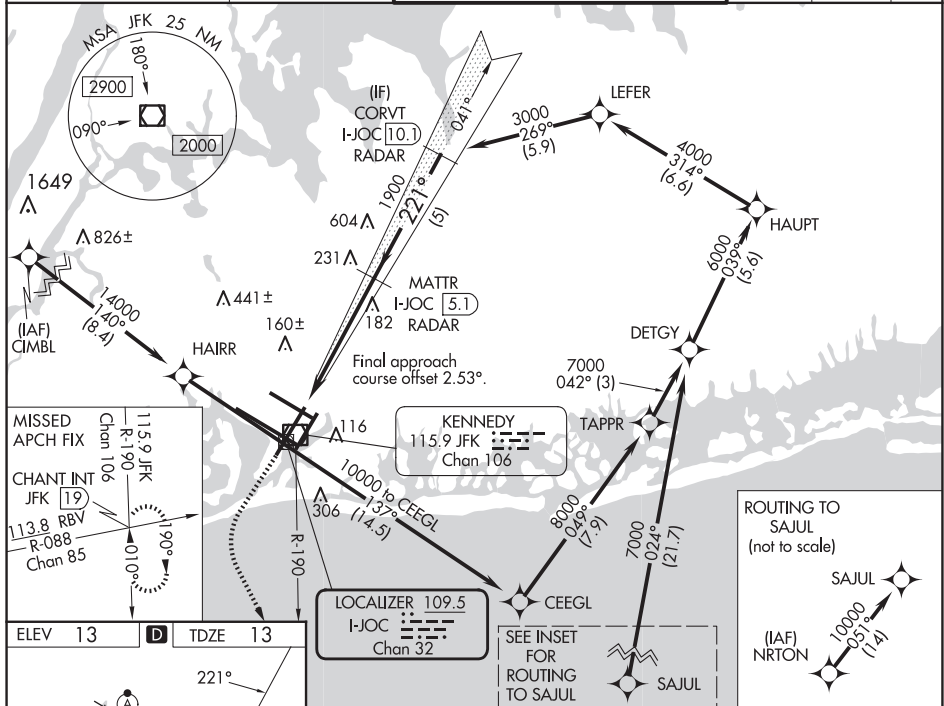 MSA JFK 25 NM
180°
2900
090°
2000
1649
826±
14000
140°
(8.4)
(IAF)
CIMBL
HAIRR
441±
160±
(IF)
CORVT
I-JOC 10.1
RADAR
041°
1900
221°
(5)
604
231
182
MATTR
I-JOC 5.1
RADAR
Final approach
course offset 2.53°.
LEFER
3000
269°
(5.9)
4000
314°
(6.6)
HAUPT
6000
039°
(5.6)
DETGY
7000
042° (3)
TAPPR
KENNEDY
115.9 JFK
Chan 106
116
306
10000 to CEEGL
137°
(14.5)
R-190
8000
049°
(7.9)
7000
024°
(21.7)
CEEGL
LOCALIZER 109.5
I-JOC
Chan 32
SEE INSET
FOR
ROUTING
TO SAJUL
SAJUL
ROUTING TO
SAJUL
(not to scale)
SAJUL
10000
051°
(14)
(IAF)
NRTON
MISSED
APCH FIX
115.9 JFK
R-190
Chan 106
CHANT INT
JFK 19
113.8 RBV
R-088
Chan 85
190°
010°
ELEV 13
D
TDZE 13
221°
A